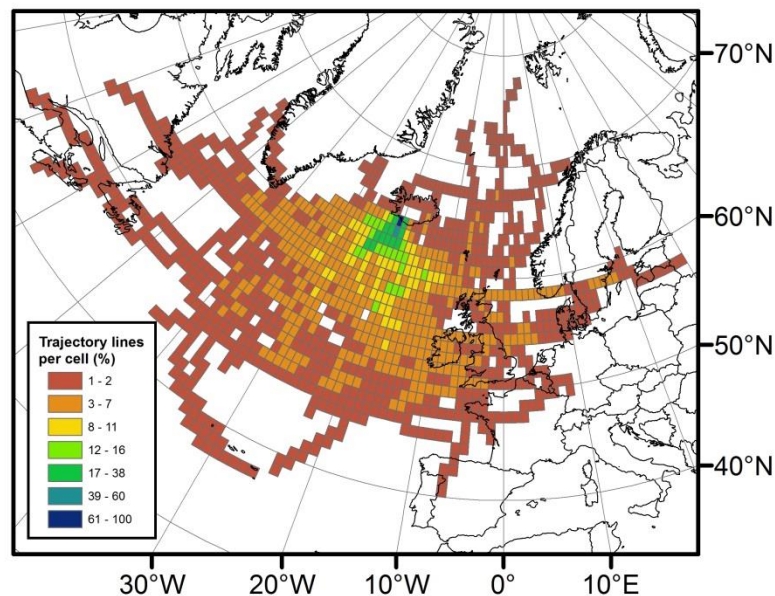 70°N
60°N
50°N
40°N
Trajectory lines
per cell (%)
1 - 2
3 - 7
8 - 11
12 - 16
17 - 38
39 - 60
61 - 100
30°W 20°W 10°W 0° 10°E